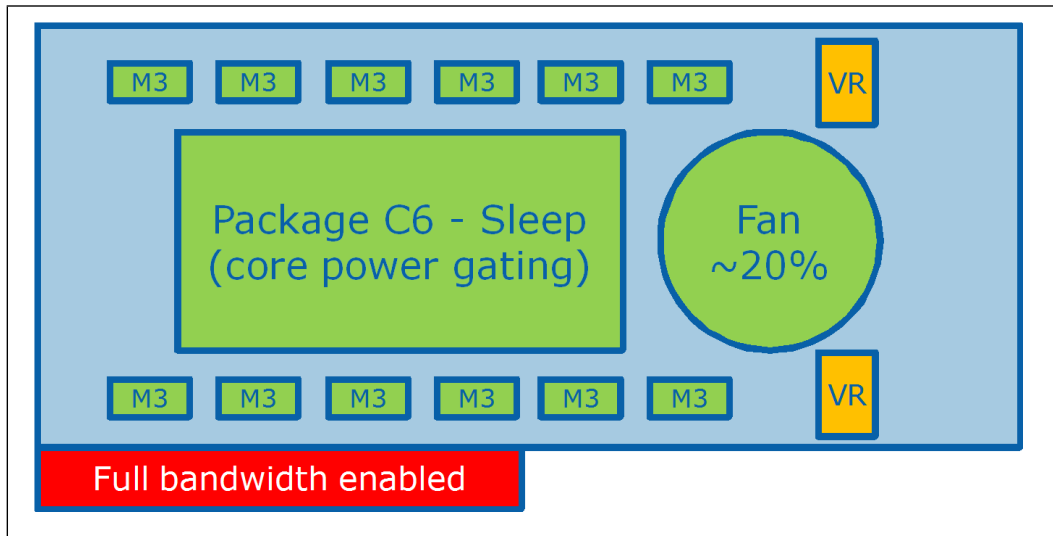 M3 M3 M3 M3 M3 M3 VR
Package C6 - Sleep
(core power gating)
Fan
~20%
M3 M3 M3 M3 M3 M3 VR
Full bandwidth enabled